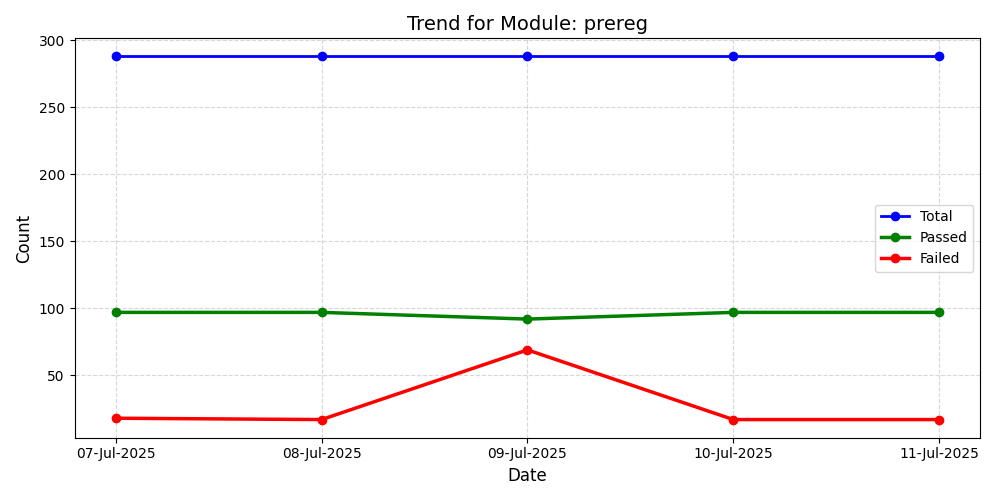 Trend for Module: prereg
300
250
200
150
100
50
Count
Total
Passed
Failed
07-Jul-2025
08-Jul-2025
09-Jul-2025
10-Jul-2025
11-Jul-2025
Date